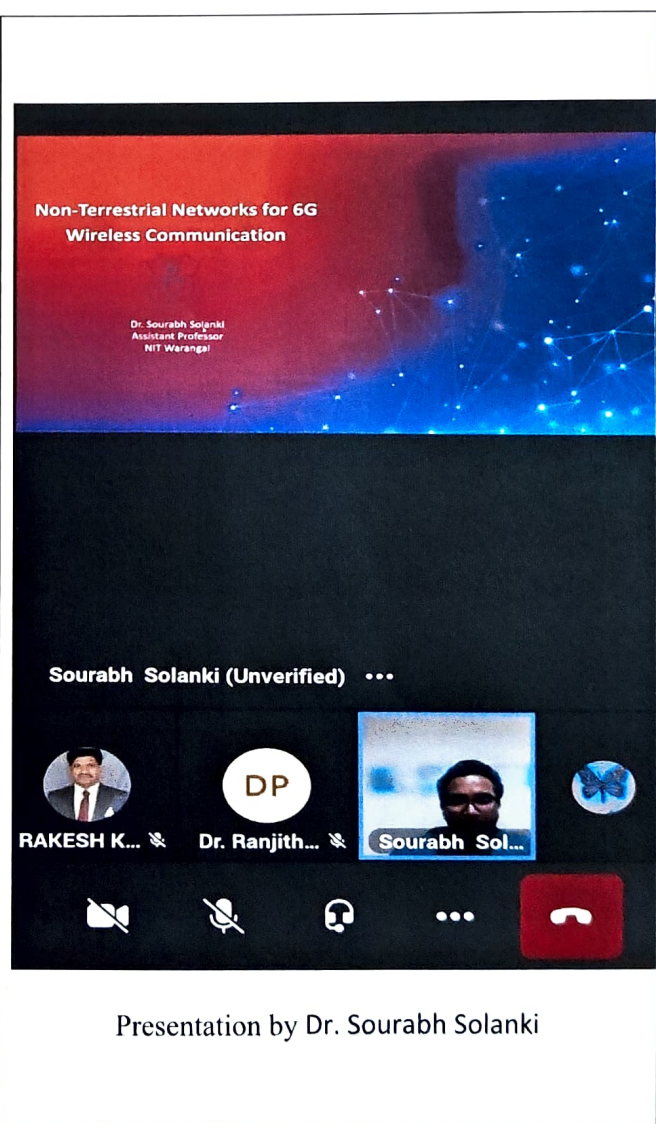 Non-Terrestrial Networks for 6G
Wireless Communication
Dr. Sourabh Solanki
Assistant Professor
NIT Warangal
Sourabh Solanki (Unverified) •••
DP
RAKESH K...
Dr. Ranjith...
Sourabh Sol...
Presentation by Dr. Sourabh Solanki